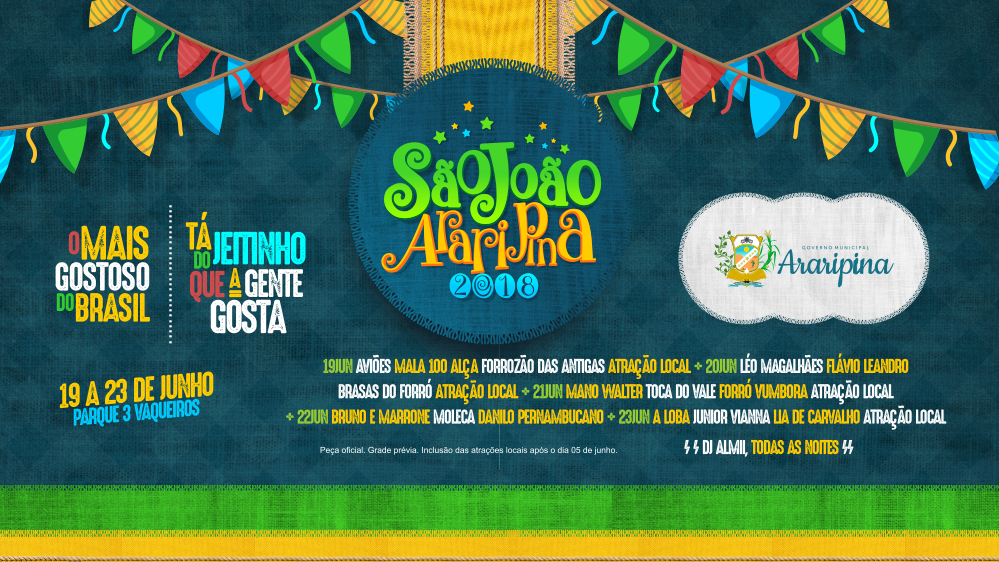 SãoJoão
Araripina
2018
O MAIS
GOSTOSO
DO BRASIL
TÁ
DO JEITINHO
QUE A GENTE
GOSTA
GOVERNO MUNICIPAL
Araripina
19 A 23 DE JUNHO
PARQUE 3 VAQUEIROS
19JUN AVIÕES MALA 100 ALÇA FORROZÃO DAS ANTIGAS ATRAÇÃO LOCAL + 20JUN LÉO MAGALHÃES FLÁVIO LEANDRO
BRASAS DO FORRÓ ATRAÇÃO LOCAL + 21JUN MANO WALTER TOCA DO VALE FORRÓ VUMBORA ATRAÇÃO LOCAL
+ 22JUN BRUNO E MARRONE MOLECA DANILO PERNAMBUCANO + 23JUN A LOBA JUNIOR VIANNA LIA DE CARVALHO ATRAÇÃO LOCAL
DJ ALMIL, TODAS AS NOITES
Peça oficial. Grade prévia. Inclusão das atrações locais após o dia 05 de junho.